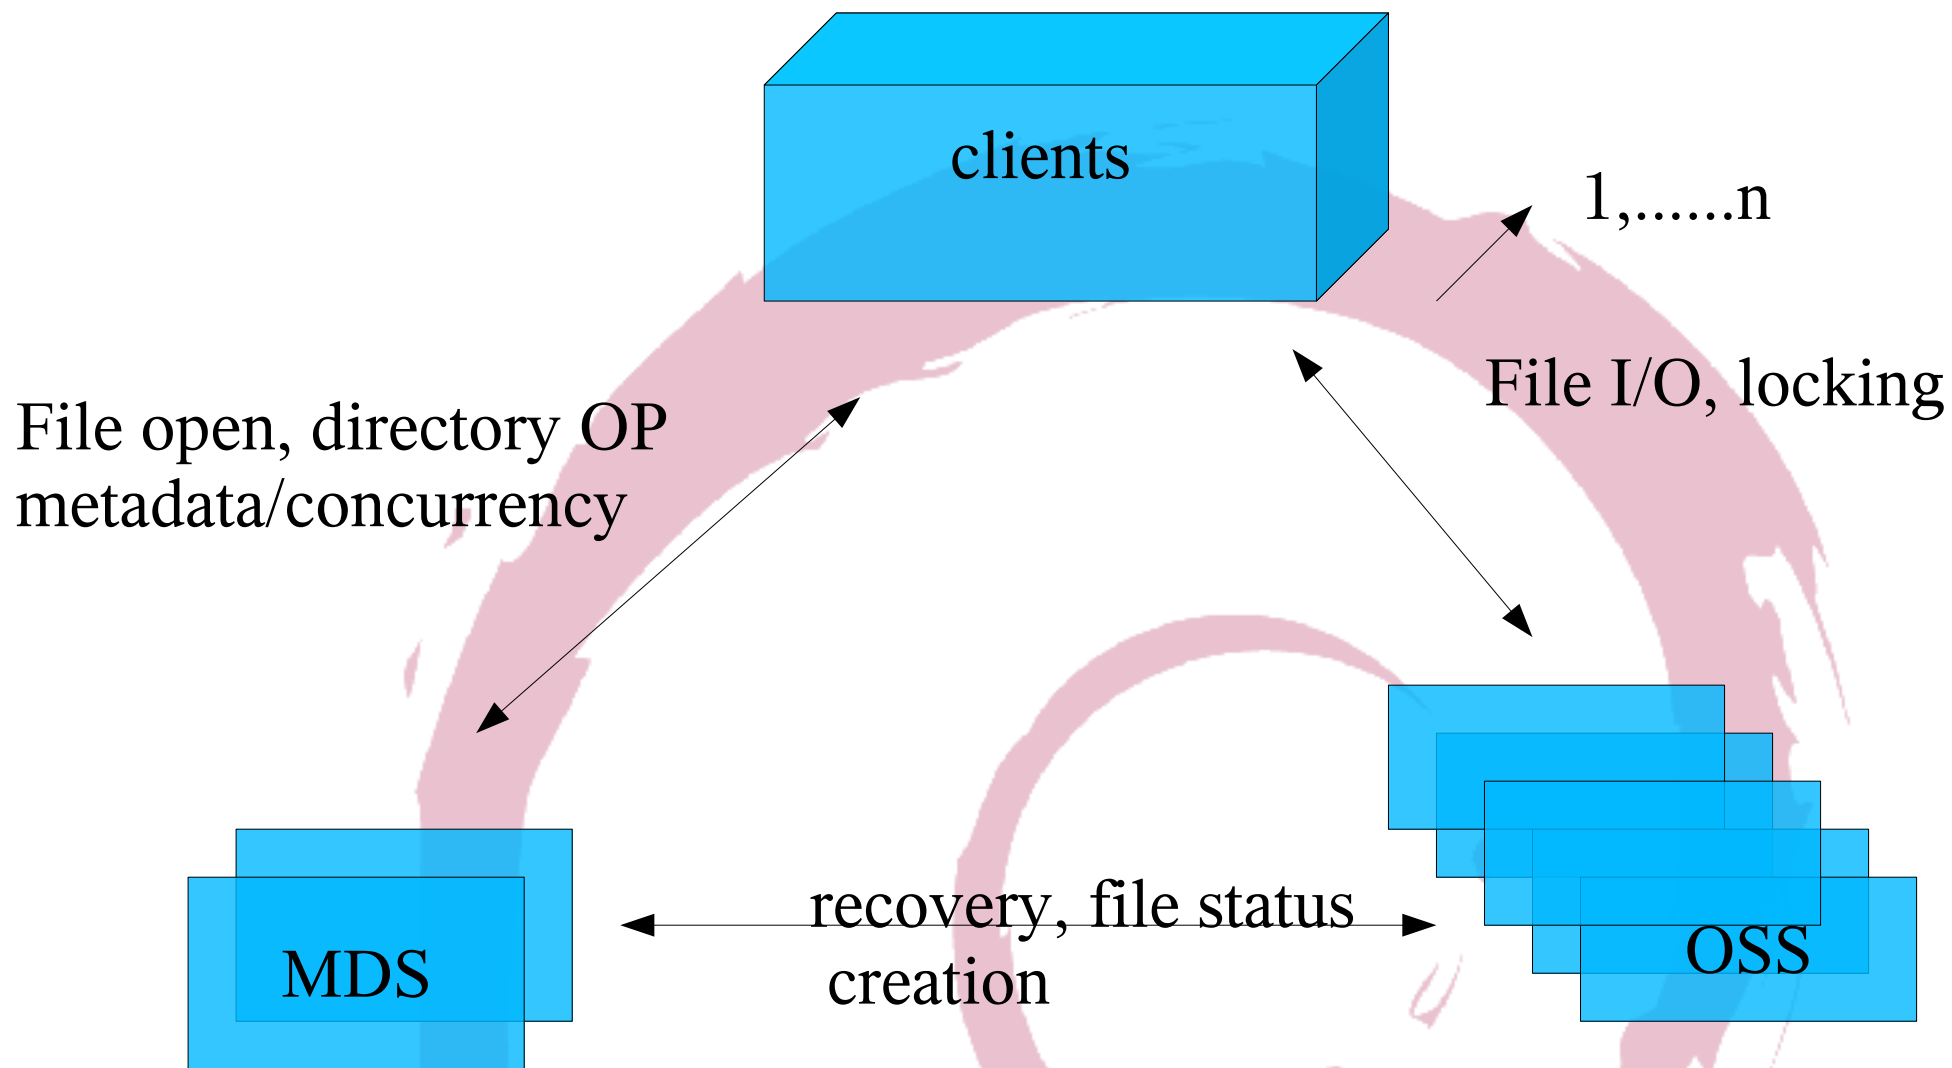 clients
1,......n
File I/O, locking
File open, directory OP
metadata/concurrency
recovery, file status
creation
MDS
OSS